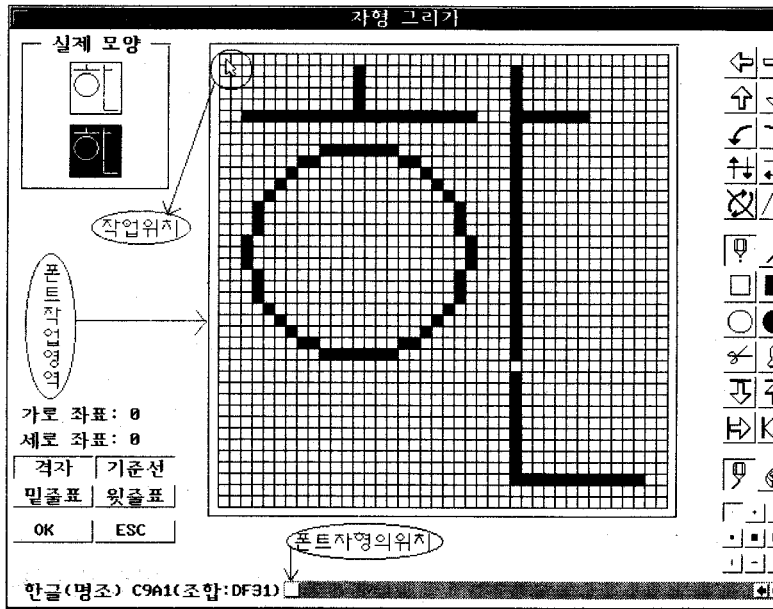 자형 그리기
실제 모양
작업위치
폰트작업영역
가로 좌표: 0
세로 좌표: 0
격자 기준선
밑줄표 윗줄표
OK ESC
폰트자형의위치
한글(명조) C9A1(조합:DF31)